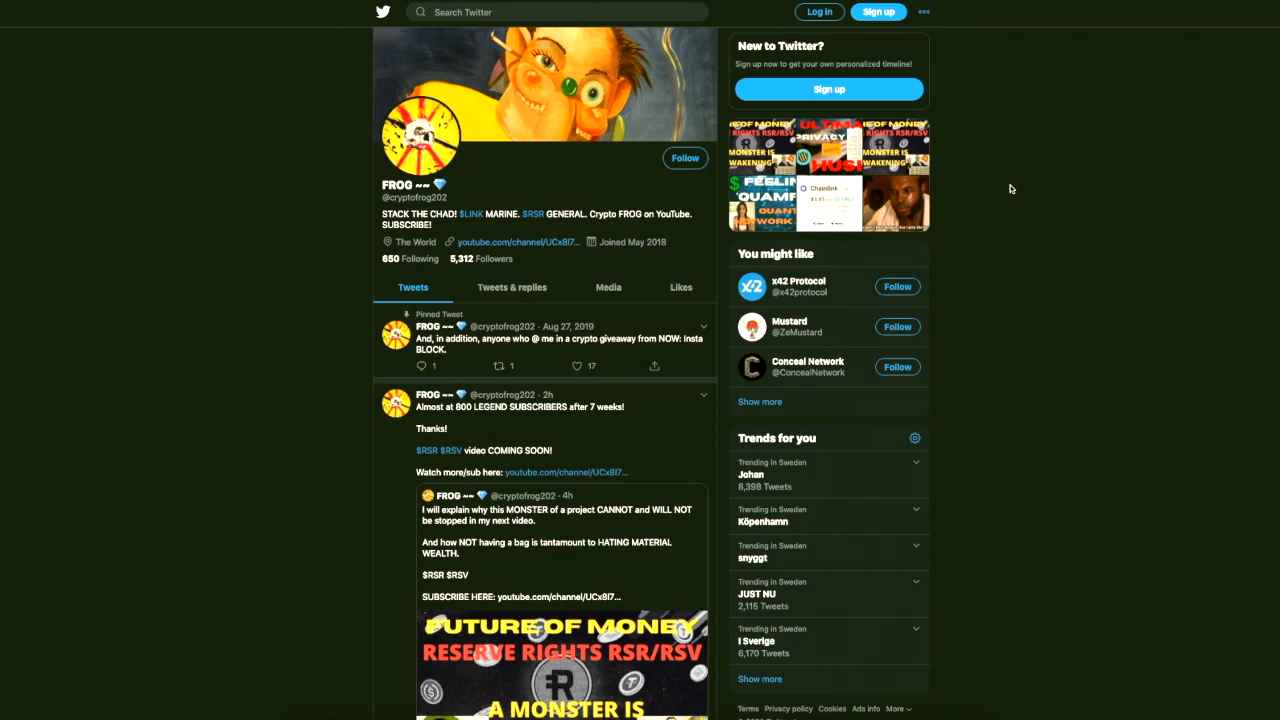 Search Twitter
Log in
Sign up
FROG ~~
@cryptofrog202
Follow
STACK THE CHAD! $LINK MARINE. $RSR GENERAL. Crypto FROG on YouTube.
SUBSCRIBE!
The World youtube.com/channel/UCx8l7... Joined May 2018
650 Following 5,312 Followers
Tweets Tweets & replies Media Likes
Pinned Tweet
FROG ~~ @cryptofrog202 · Aug 27, 2019
And, in addition, anyone who @ me in a crypto giveaway from NOW: Insta
BLOCK.
1 1 17
FROG ~~ @cryptofrog202 · 2h
Almost at 800 LEGEND SUBSCRIBERS after 7 weeks!
Thanks!
$RSR $RSV video COMING SOON!
Watch more/sub here: youtube.com/channel/UCx8l7...
FROG ~~ @cryptofrog202 · 4h
I will explain why this MONSTER of a project CANNOT and WILL NOT
be stopped in my next video.
And how NOT having a bag is tantamount to HATING MATERIAL
WEALTH.
$RSR $RSV
SUBSCRIBE HERE: youtube.com/channel/UCx8l7...
FUTURE OF MONEY
RESERVE RIGHTS RSR/RSV
A MONSTER IS
New to Twitter?
Sign up now to get your own personalized timeline!
Sign up
Chainlink
You might like
x42 Protocol
@x42protocol
Follow
Mustard
@ZeMustard
Follow
Conceal Network
@ConcealNetwork
Follow
Show more
Trends for you
Trending in Sweden
Johan
8,398 Tweets
Trending in Sweden
Köpenhamn
Trending in Sweden
snyggt
Trending in Sweden
JUST NU
2,115 Tweets
Trending in Sweden
I Sverige
6,170 Tweets
Show more
Terms Privacy policy Cookies Ads info More